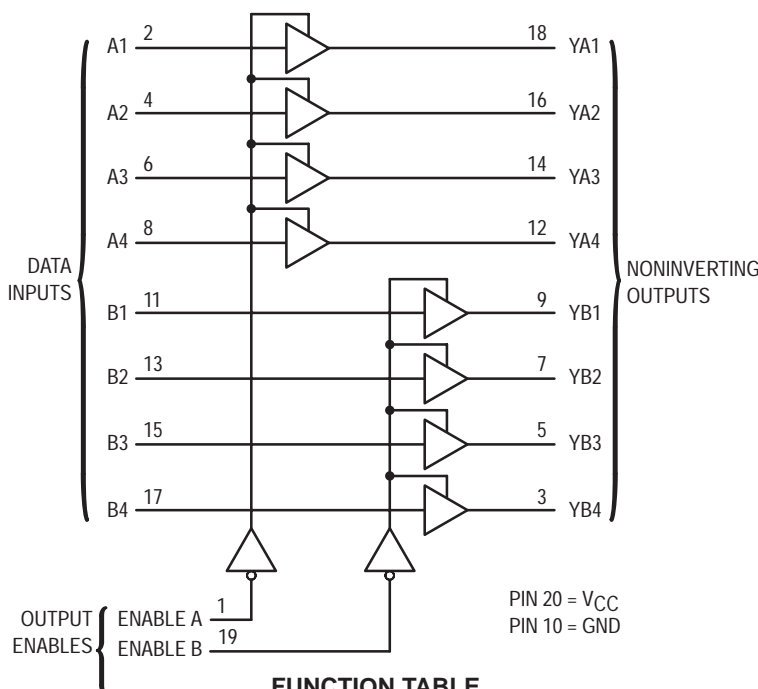 A1 2 18 YA1
A2 4 16 YA2
A3 6 14 YA3
A4 8 12 YA4
DATA
INPUTS
NONINVERTING
OUTPUTS
B1 11 9 YB1
B2 13 7 YB2
B3 15 5 YB3
B4 17 3 YB4
OUTPUT
ENABLES
ENABLE A 1
ENABLE B 19
PIN 20 = VCC
PIN 10 = GND
FUNCTION TABLE